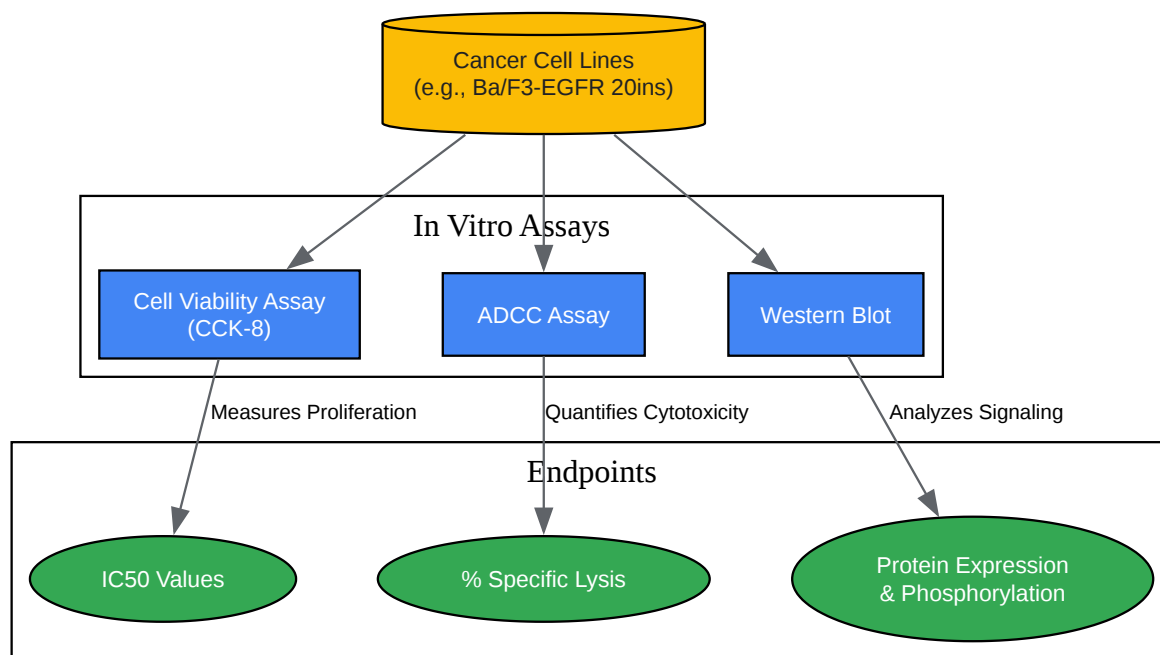 Cancer Cell Lines
(e.g., Ba/F3-EGFR 20ins)
In Vitro Assays
Cell Viability Assay
(CCK-8)
ADCC Assay
Western Blot
Measures Proliferation
Quantifies Cytotoxicity
Analyzes Signaling
Endpoints
IC50 Values
% Specific Lysis
Protein Expression
& Phosphorylation